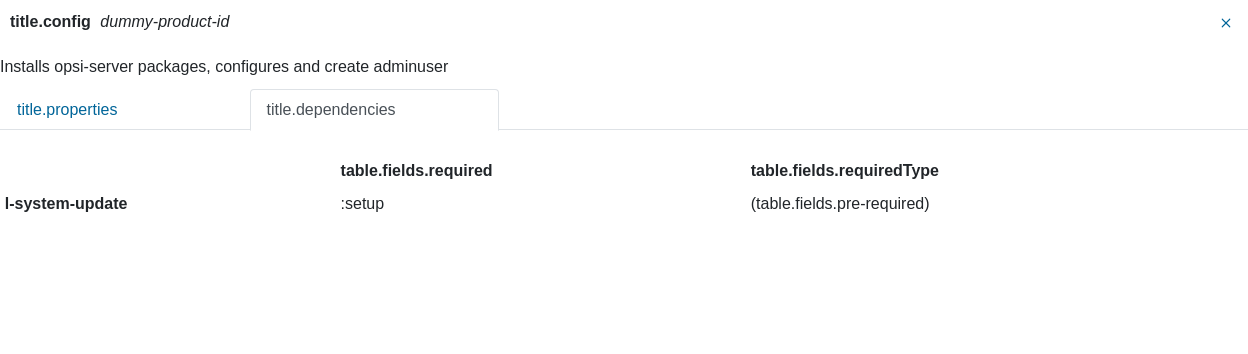 title.config dummy-product-id ×
Installs opsi-server packages, configures and create adminuser
title.properties title.dependencies
table.fields.required table.fields.requiredType
l-system-update :setup (table.fields.pre-required)